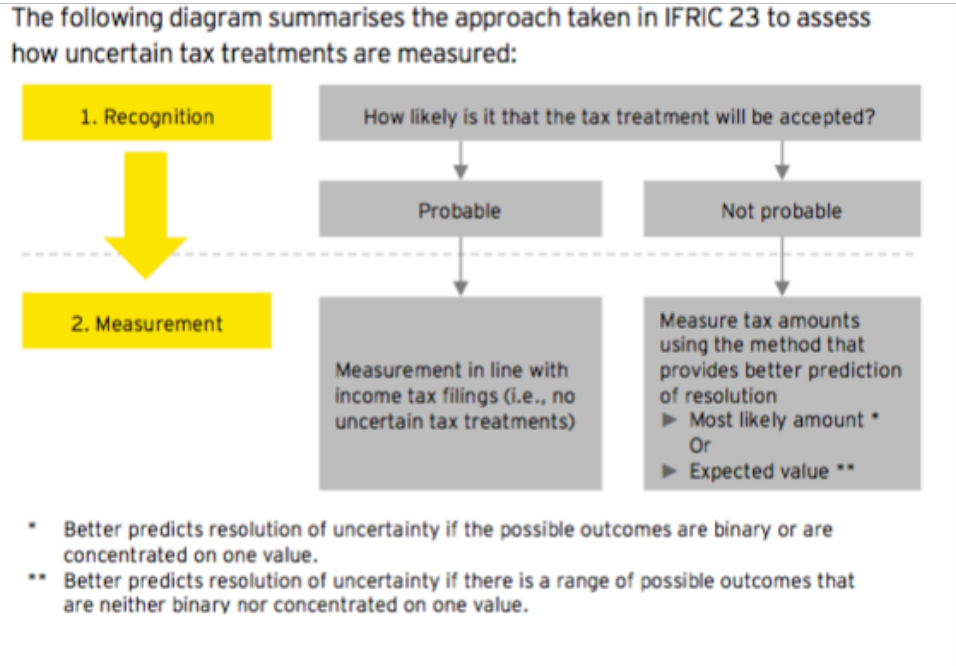 The following diagram summarises the approach taken in IFRIC 23 to assess
how uncertain tax treatments are measured:
1. Recognition
How likely is it that the tax treatment will be accepted?
Probable
Not probable
2. Measurement
Measurement in line with
income tax filings (i.e., no
uncertain tax treatments)
Measure tax amounts
using the method that
provides better prediction
of resolution
► Most likely amount *
Or
► Expected value **
* Better predicts resolution of uncertainty if the possible outcomes are binary or are
concentrated on one value.
** Better predicts resolution of uncertainty if there is a range of possible outcomes that
are neither binary nor concentrated on one value.